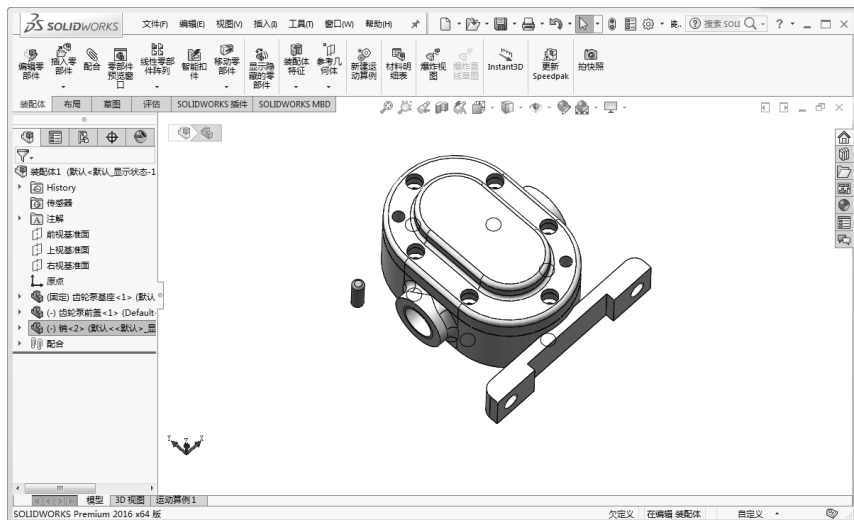 DS SOLIDWORKS 文件(F) 编辑(E) 视图(V) 插入(I) 工具(T) 窗口(W) 帮助(H) 搜索 SOLI
编辑零部件
插入零部件
配合
零部件预览窗口
线性零部件阵列
智能扣件
移动零部件
显示隐藏的零部件
装配体特征
参考几何体
新建运动算例
材料明细表
爆炸视图
爆炸直线草图
Instant3D
更新 Speedpak
拍快照
装配体 布局 草图 评估 SOLIDWORKS 插件 SOLIDWORKS MBD
装配体1 (默认<默认_显示状态-1
History
传感器
注解
前视基准面
上视基准面
右视基准面
原点
(固定) 齿轮泵基座<1> (默认
(-) 齿轮泵前盖<1> (Default
(-) 销<2> (默认<<默认>_显
配合
Y Z X
模型 3D 视图 运动算例1
SOLIDWORKS Premium 2016 x64 版 欠定义 在编辑 装配体 自定义